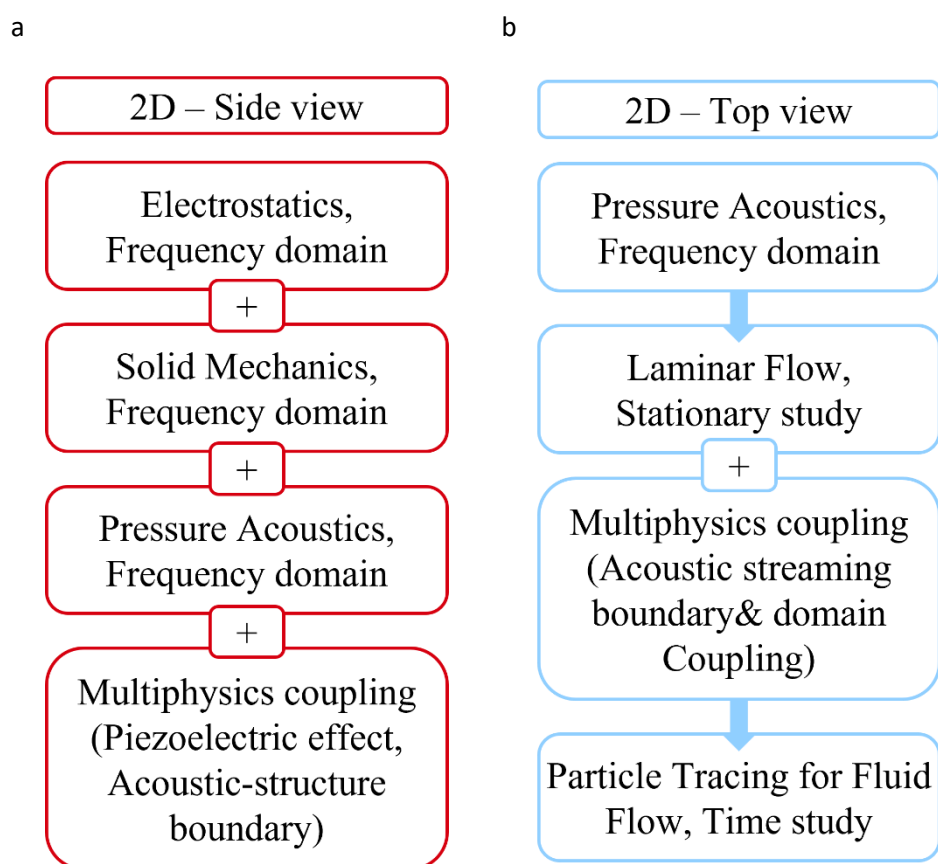 a
2D – Side view
Electrostatics,
Frequency domain
+
Solid Mechanics,
Frequency domain
+
Pressure Acoustics,
Frequency domain
+
Multiphysics coupling
(Piezoelectric effect,
Acoustic-structure
boundary)
b
2D – Top view
Pressure Acoustics,
Frequency domain
Laminar Flow,
Stationary study
+
Multiphysics coupling
(Acoustic streaming
boundary& domain
Coupling)
Particle Tracing for Fluid
Flow, Time study